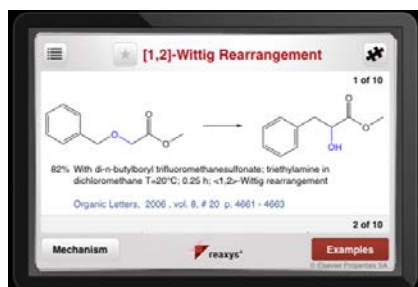 [1,2]-Wittig Rearrangement
1 of 10
O
O
O
O
O
OH
82% With di-n-butylboryl trifluoromethanesulfonate; triethylamine in
dichloromethane T=20°C; 0.25 h; <1,2>-Wittig rearrangement
Organic Letters, 2006 , vol. 8, # 20 p. 4661 - 4663
2 of 10
Mechanism
reaxys
Examples
© Elsevier Properties SA